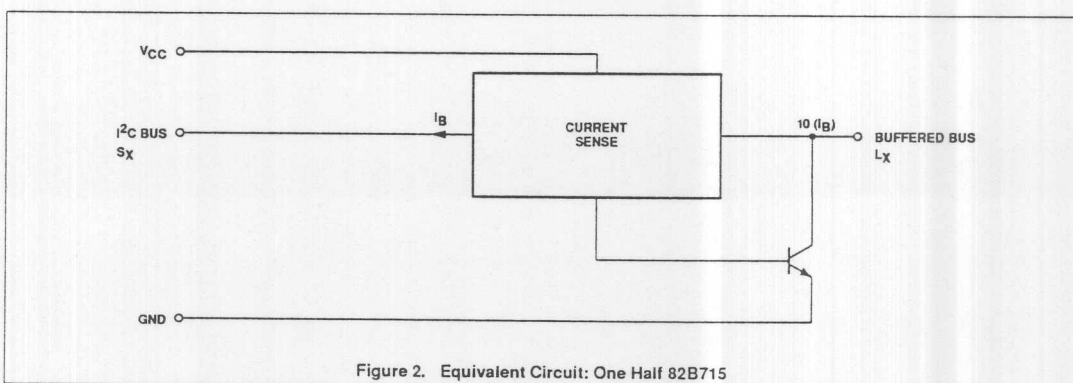 VCC
I2C BUS
SX
IB
CURRENT
SENSE
10 (IB)
BUFFERED BUS
LX
GND
Figure 2. Equivalent Circuit: One Half 82B715